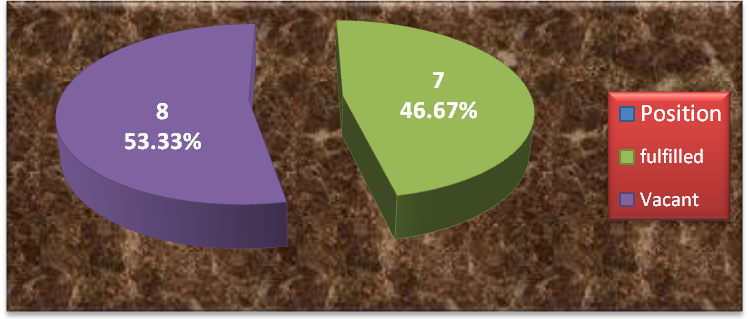 8
53.33%
7
46.67%
Position
fulfilled
Vacant